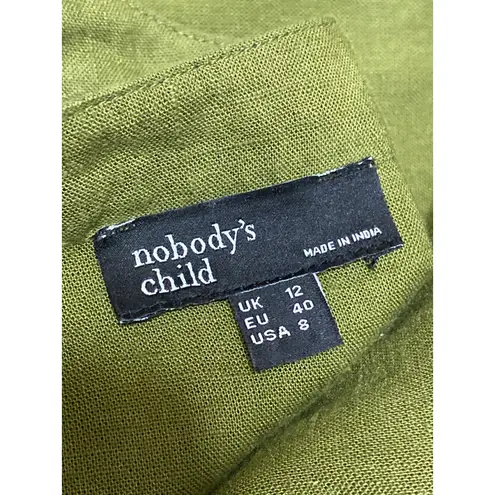 nobody's
child
MADE IN INDIA
UK 12
EU 40
USA 8